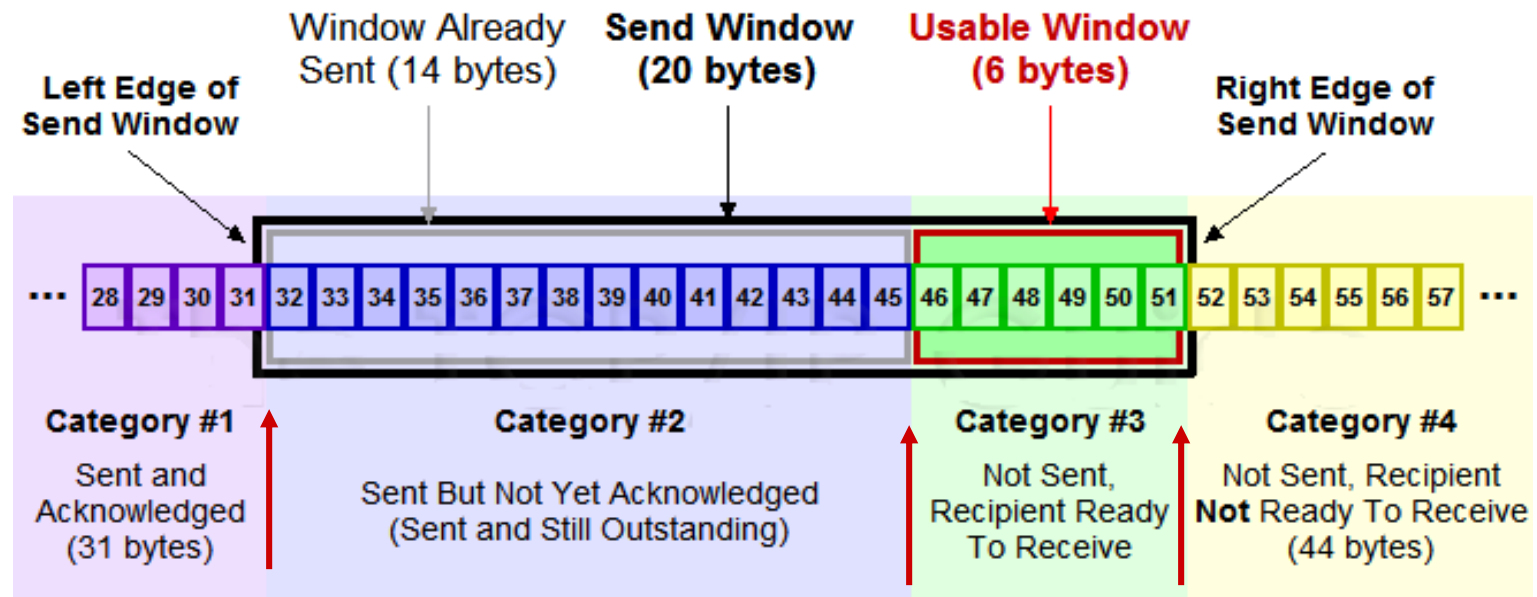 Window Already
Sent (14 bytes)
Send Window
(20 bytes)
Usable Window
(6 bytes)
Left Edge of
Send Window
Right Edge of
Send Window
... 28 29 30 31 32 33 34 35 36 37 38 39 40 41 42 43 44 45 46 47 48 49 50 51 52 53 54 55 56 57 ...
Category #1
Sent and
Acknowledged
(31 bytes)
Category #2
Sent But Not Yet Acknowledged
(Sent and Still Outstanding)
Category #3
Not Sent,
Recipient Ready
To Receive
Category #4
Not Sent, Recipient
Not Ready To Receive
(44 bytes)